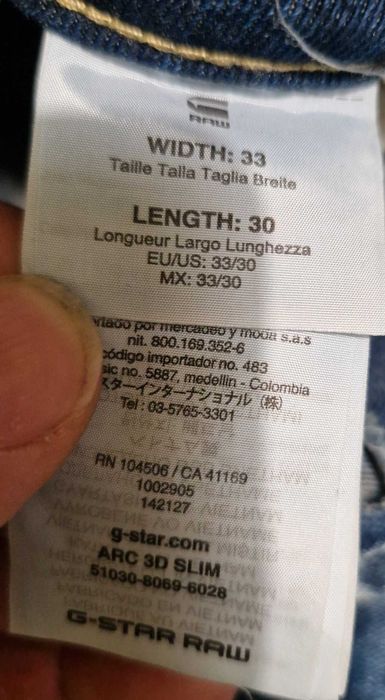 RAW
WIDTH: 33
Taille Talla Taglia Breite
LENGTH: 30
Longueur Largo Lunghezza
EU/US: 33/30
MX: 33/30
por mercadeo y moda s.a.s
nit. 800.169.352-6
código importador no. 483
sic no. 5887, medellin - Colombia
スターインターナショナル（株）
Tel : 03-5765-3301
RN 104506 / CA 41169
1002905
142127
g-star.com
ARC 3D SLIM
51030-8069-6028
G-STAR RAW